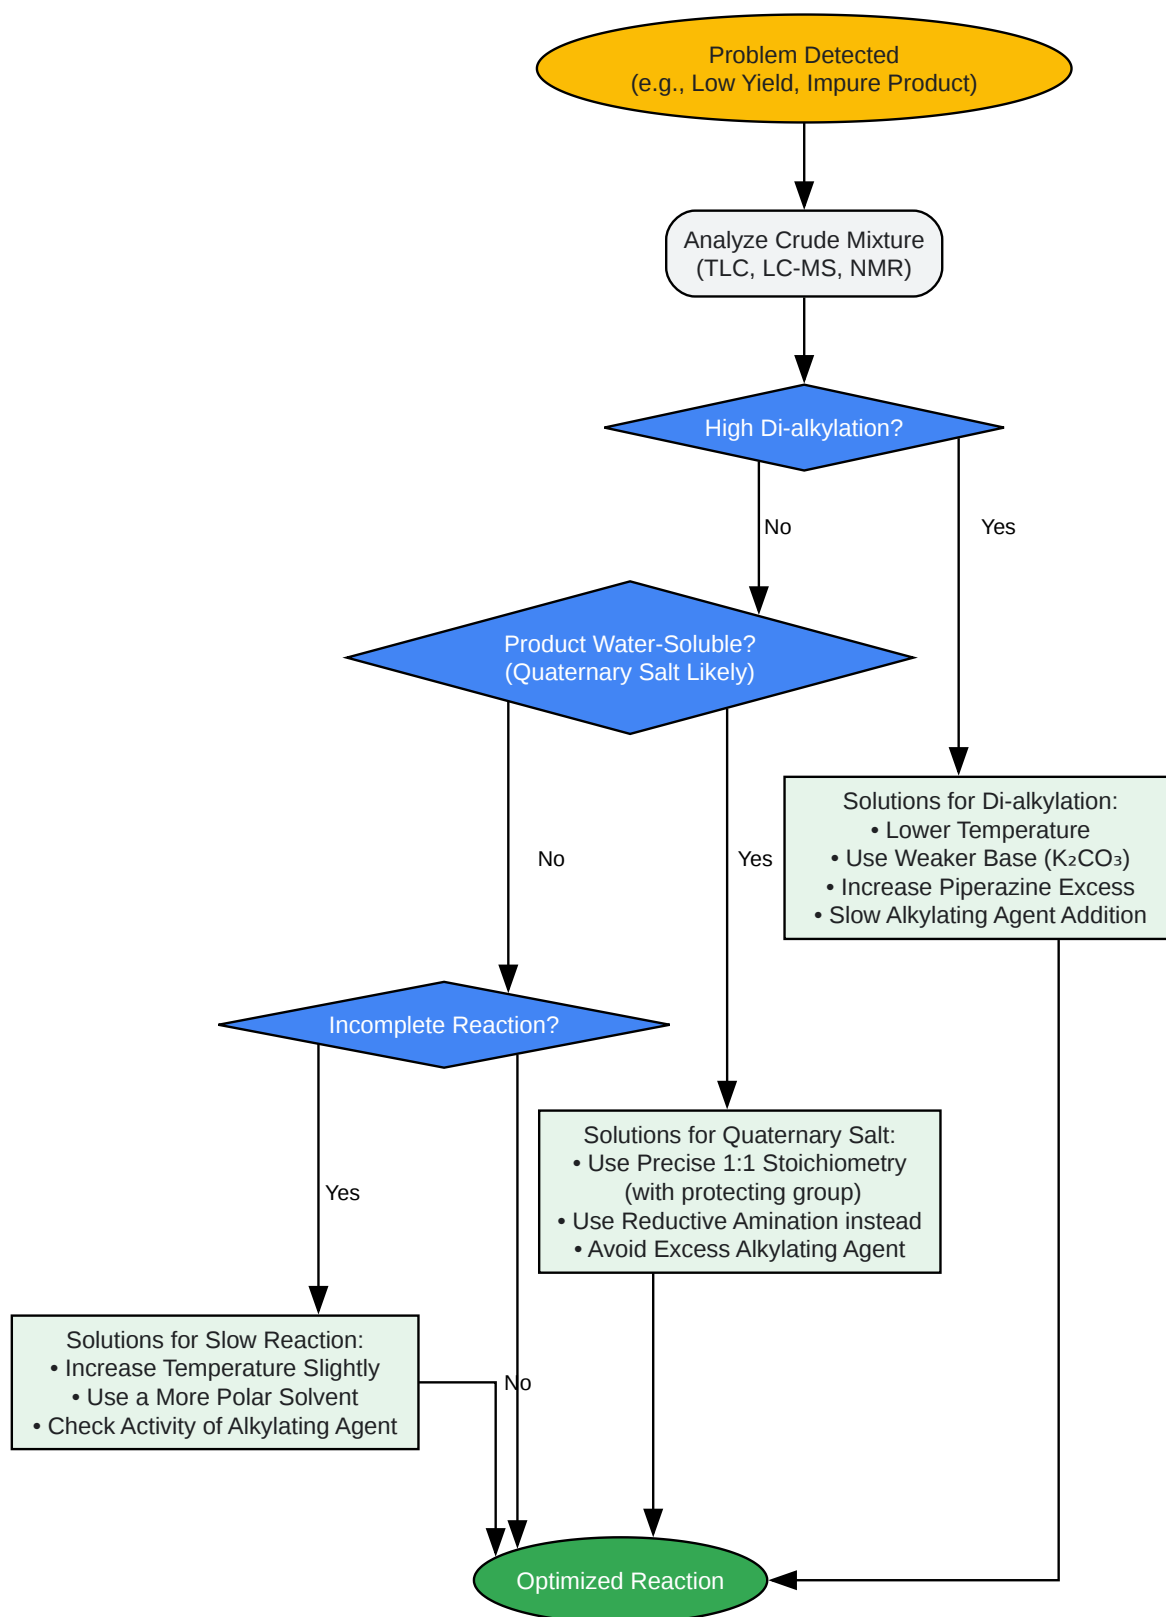 Problem Detected
(e.g., Low Yield, Impure Product)
Analyze Crude Mixture
(TLC, LC-MS, NMR)
High Di-alkylation?
No
Yes
Product Water-Soluble?
(Quaternary Salt Likely)
Solutions for Di-alkylation:
• Lower Temperature
• Use Weaker Base (K₂CO₃)
• Increase Piperazine Excess
• Slow Alkylating Agent Addition
No
Yes
Incomplete Reaction?
Solutions for Quaternary Salt:
• Use Precise 1:1 Stoichiometry
(with protecting group)
• Use Reductive Amination instead
• Avoid Excess Alkylating Agent
Yes
Solutions for Slow Reaction:
• Increase Temperature Slightly
• Use a More Polar Solvent
• Check Activity of Alkylating Agent
No
Optimized Reaction